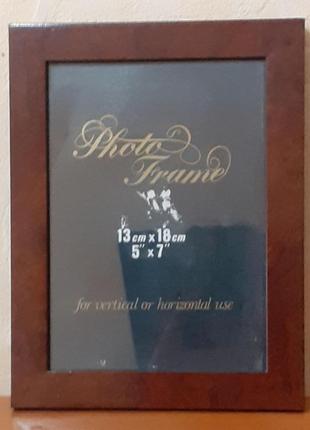 Photo
Frame
13cm x 18cm
5" x 7"
for vertical or horizontal use